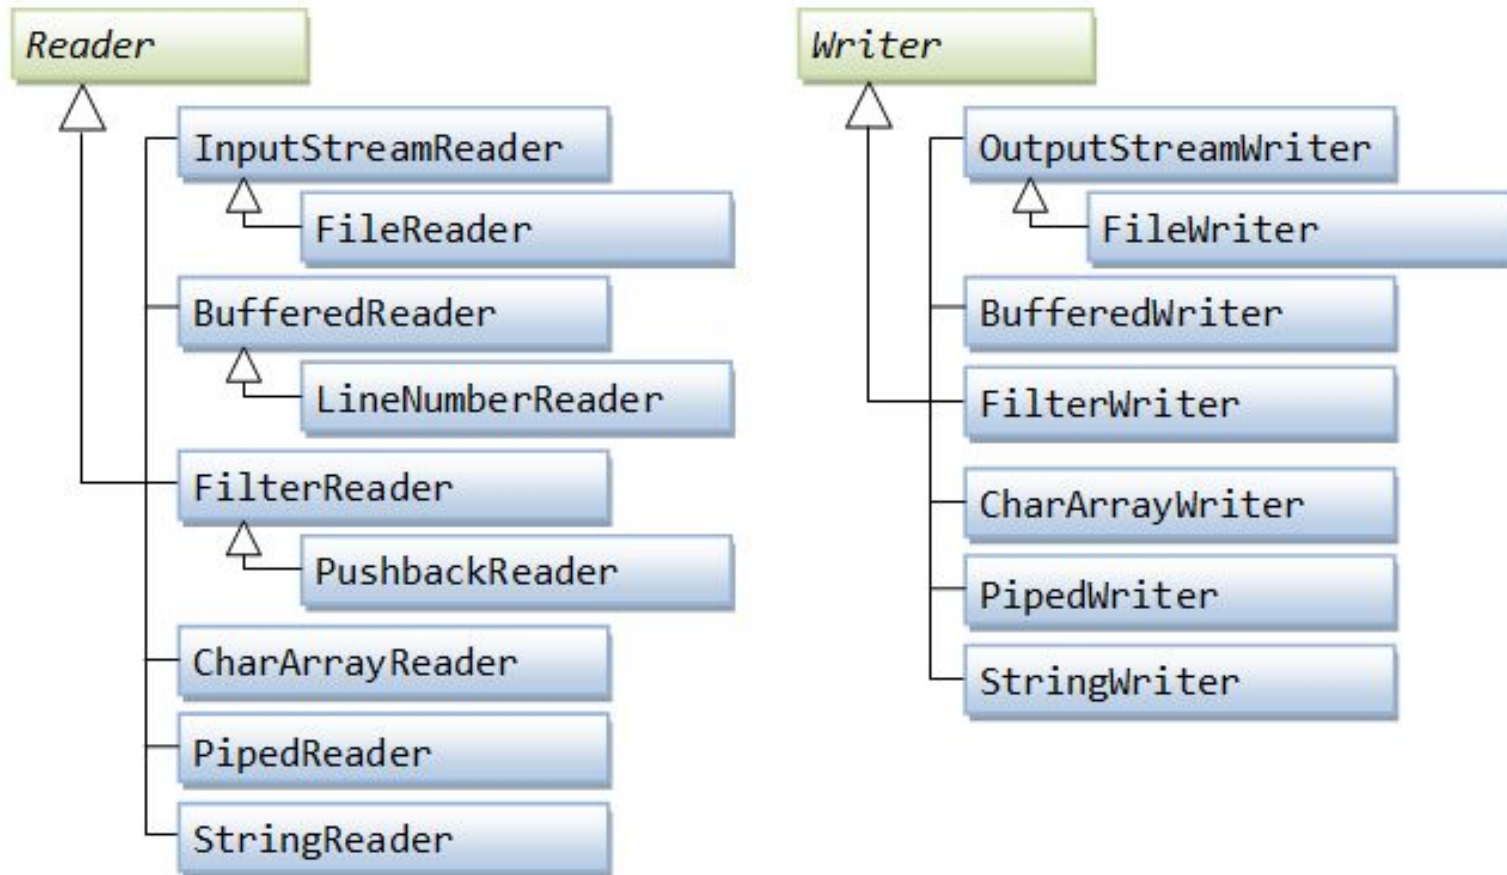 Reader
InputStreamReader
FileReader
BufferedReader
LineNumberReader
FilterReader
PushbackReader
CharArrayReader
PipedReader
StringReader
Writer
OutputStreamWriter
FileWriter
BufferedWriter
FilterWriter
CharArrayWriter
PipedWriter
StringWriter